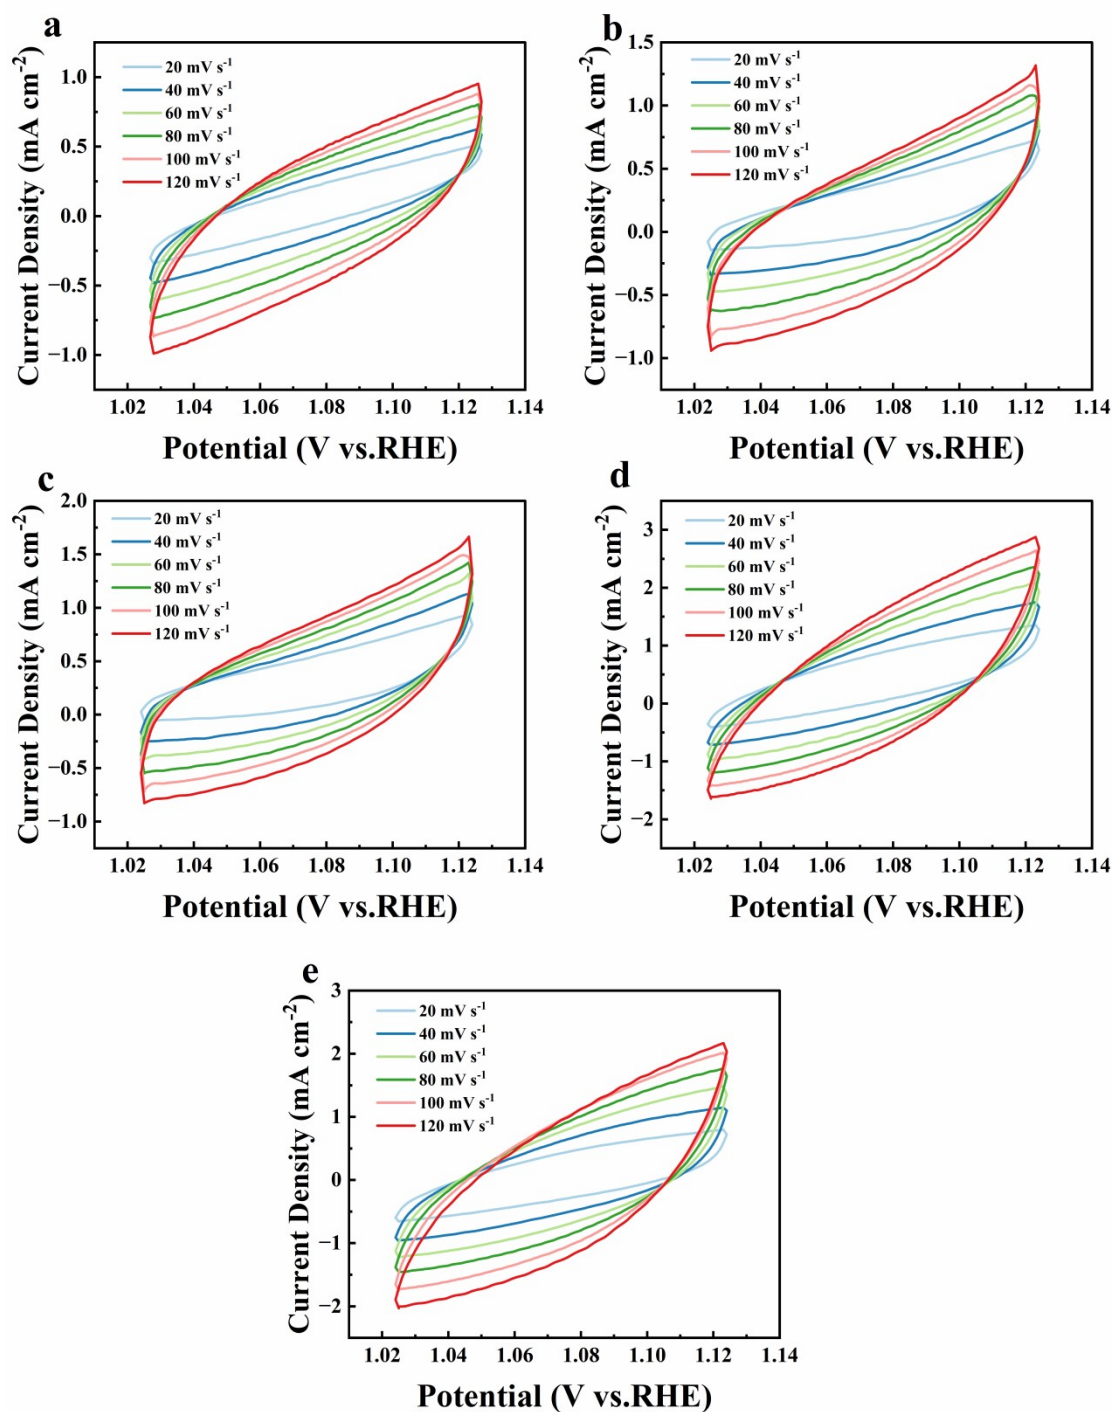 a
Current Density (mA cm⁻²)
1.0
0.5
0.0
−0.5
−1.0
20 mV s⁻¹
40 mV s⁻¹
60 mV s⁻¹
80 mV s⁻¹
100 mV s⁻¹
120 mV s⁻¹
1.02 1.04 1.06 1.08 1.10 1.12 1.14
Potential (V vs.RHE)
b
Current Density (mA cm⁻²)
1.5
1.0
0.5
0.0
−0.5
−1.0
20 mV s⁻¹
40 mV s⁻¹
60 mV s⁻¹
80 mV s⁻¹
100 mV s⁻¹
120 mV s⁻¹
1.02 1.04 1.06 1.08 1.10 1.12 1.14
Potential (V vs.RHE)
c
Current Density (mA cm⁻²)
2.0
1.5
1.0
0.5
0.0
−0.5
−1.0
20 mV s⁻¹
40 mV s⁻¹
60 mV s⁻¹
80 mV s⁻¹
100 mV s⁻¹
120 mV s⁻¹
1.02 1.04 1.06 1.08 1.10 1.12 1.14
Potential (V vs.RHE)
d
Current Density (mA cm⁻²)
3
2
1
0
−1
−2
20 mV s⁻¹
40 mV s⁻¹
60 mV s⁻¹
80 mV s⁻¹
100 mV s⁻¹
120 mV s⁻¹
1.02 1.04 1.06 1.08 1.10 1.12 1.14
Potential (V vs.RHE)
e
Current Density (mA cm⁻²)
3
2
1
0
−1
−2
20 mV s⁻¹
40 mV s⁻¹
60 mV s⁻¹
80 mV s⁻¹
100 mV s⁻¹
120 mV s⁻¹
1.02 1.04 1.06 1.08 1.10 1.12 1.14
Potential (V vs.RHE)